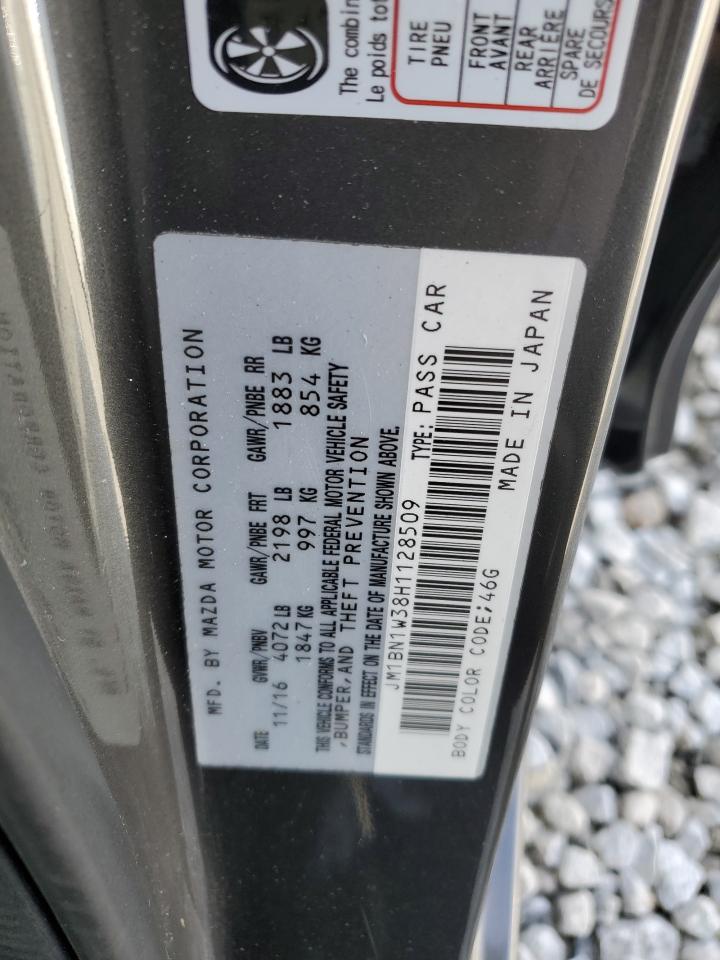 The combin
Le poids tot
TIRE
PNEU
FRONT
AVANT
REAR
ARRIÈRE
SPARE
DE SECOURS
MFD. BY MAZDA MOTOR CORPORATION
DATE GVWR/PNBV GAWR/PNBE FRT GAWR/PNBE RR
11/16 4072 LB 2198 LB 1883 LB
1847 KG 997 KG 854 KG
THIS VEHICLE CONFORMS TO ALL APPLICABLE FEDERAL MOTOR VEHICLE SAFETY
,BUMPER,AND THEFT PREVENTION
STANDARDS IN EFFECT ON THE DATE OF MANUFACTURE SHOWN ABOVE.
JM1BN1W38H1128509 TYPE: PASS CAR
BODY COLOR CODE;46G MADE IN JAPAN